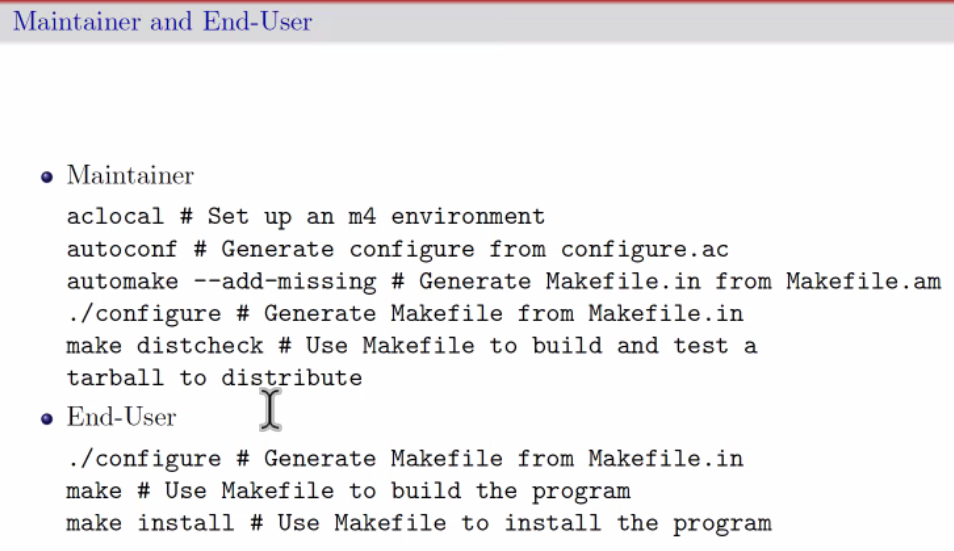 Maintainer and End-User
Maintainer
aclocal # Set up an m4 environment
autoconf # Generate configure from configure.ac
automake --add-missing # Generate Makefile.in from Makefile.am
./configure # Generate Makefile from Makefile.in
make distcheck # Use Makefile to build and test a
tarball to distribute
End-User
./configure # Generate Makefile from Makefile.in
make # Use Makefile to build the program
make install # Use Makefile to install the program